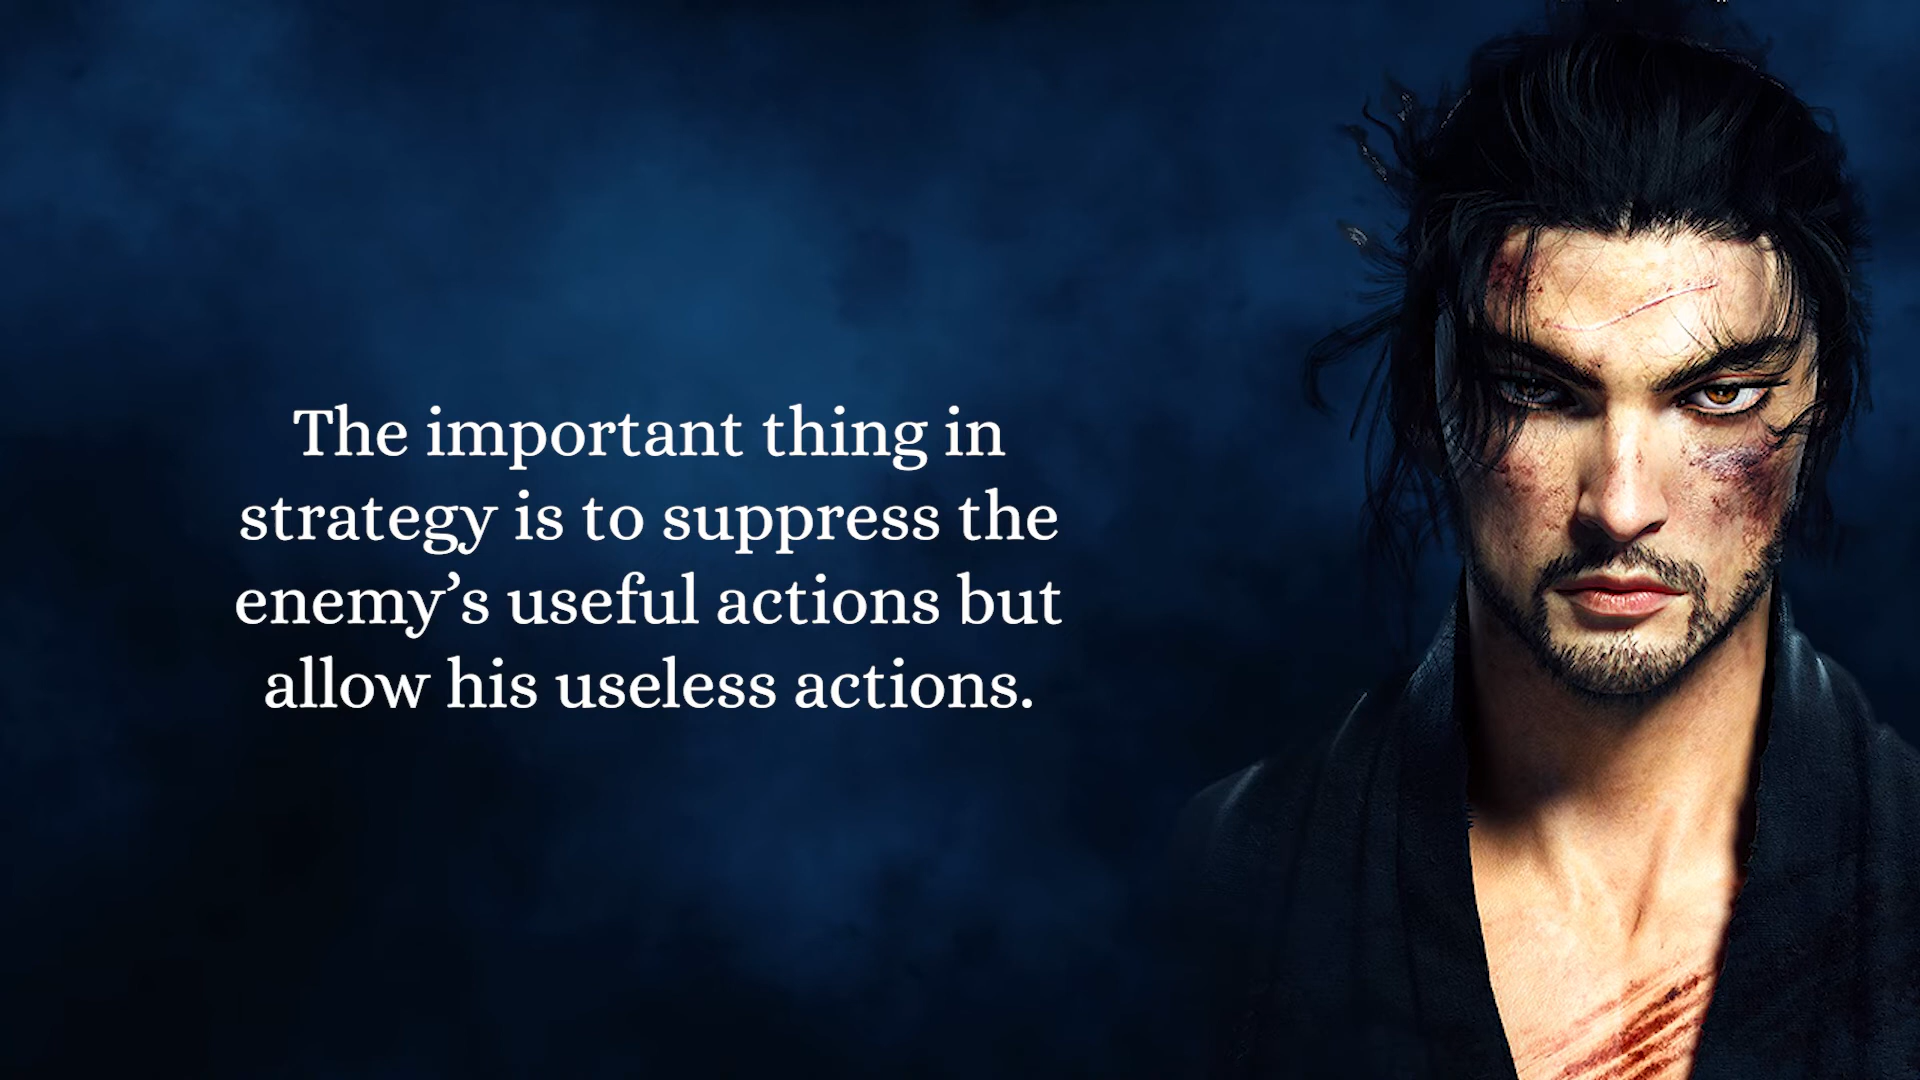 The important thing in
strategy is to suppress the
enemy’s useful actions but
allow his useless actions.